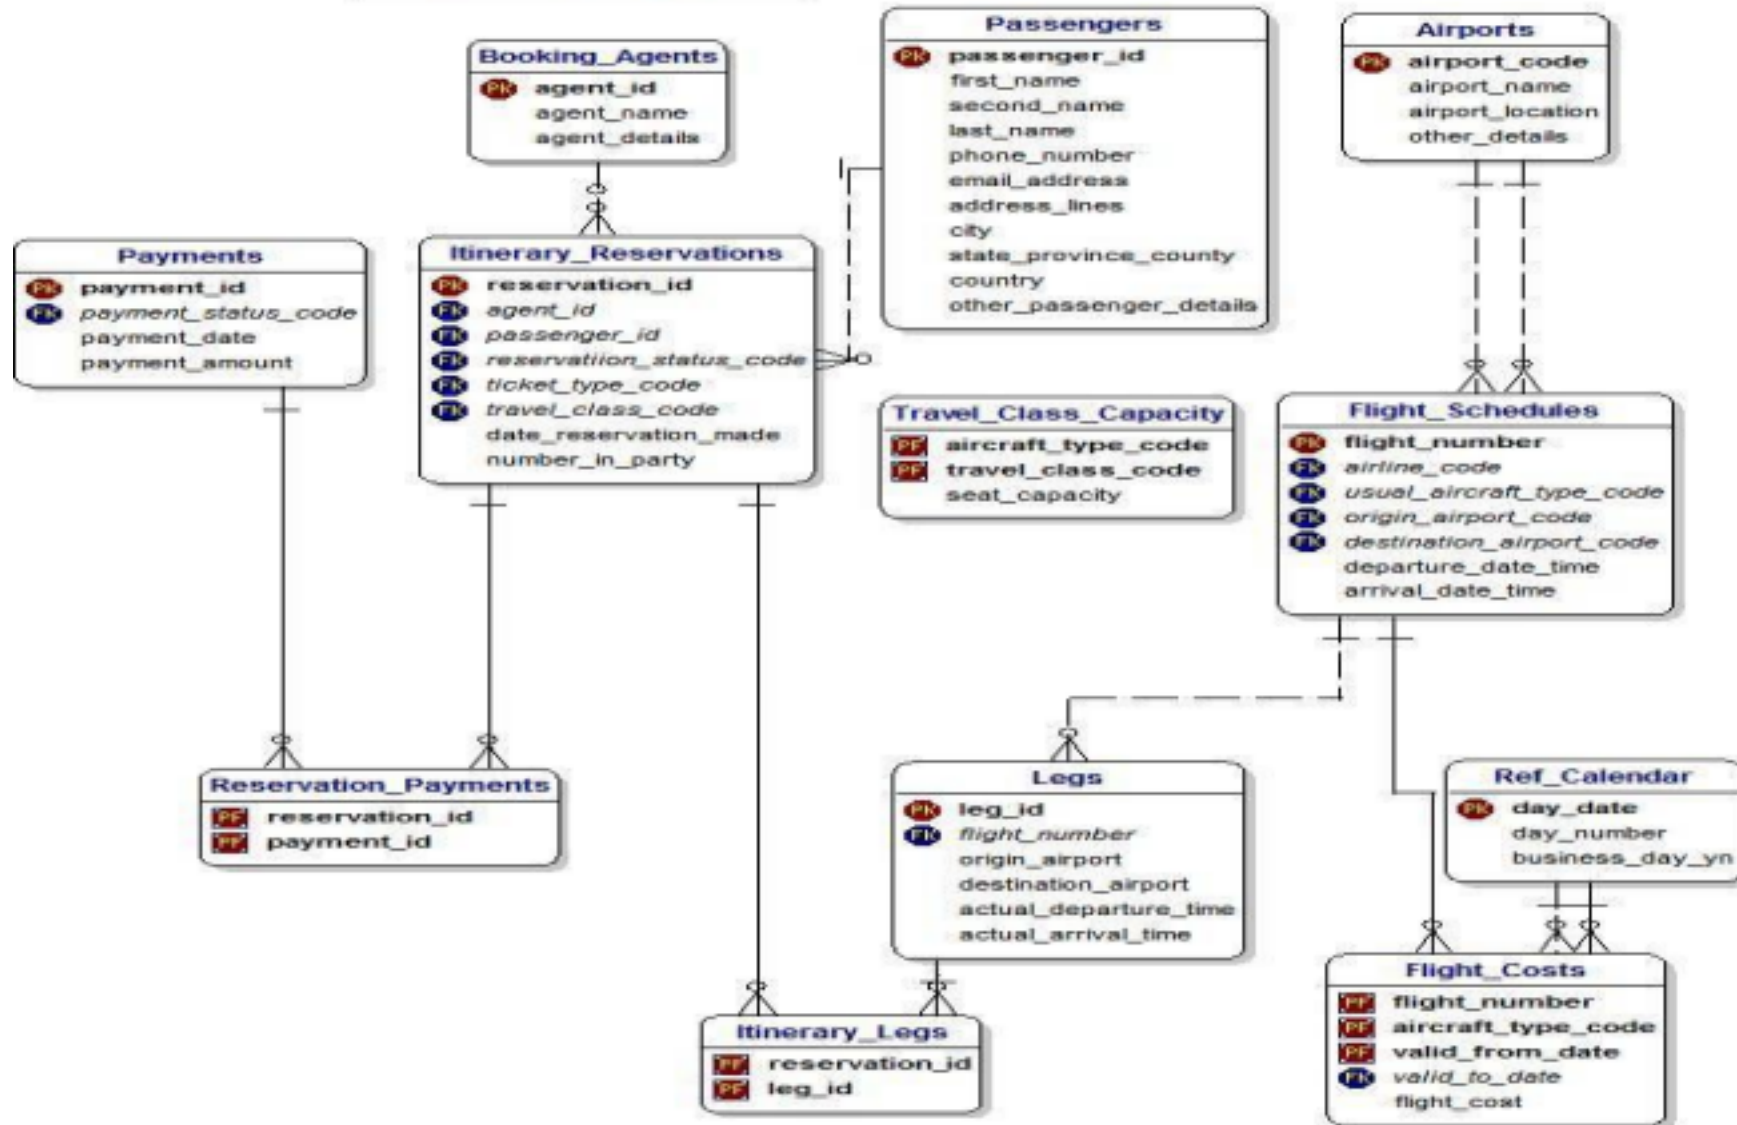 Booking_Agents
PK agent_id
agent_name
agent_details
Passengers
PK passenger_id
first_name
second_name
last_name
phone_number
email_address
address_lines
city
state_province_county
country
other_passenger_details
Airports
PK airport_code
airport_name
airport_location
other_details
Payments
PK payment_id
FK payment_status_code
payment_date
payment_amount
Itinerary_Reservations
PK reservation_id
FK agent_id
FK passenger_id
FK reservatiion_status_code
FK ticket_type_code
FK travel_class_code
date_reservation_made
number_in_party
Travel_Class_Capacity
PF aircraft_type_code
PF travel_class_code
seat_capacity
Flight_Schedules
PK flight_number
FK airline_code
FK usual_aircraft_type_code
FK origin_airport_code
FK destination_airport_code
departure_date_time
arrival_date_time
Reservation_Payments
PF reservation_id
PF payment_id
Legs
PK leg_id
FK flight_number
origin_airport
destination_airport
actual_departure_time
actual_arrival_time
Ref_Calendar
PK day_date
day_number
business_day_yn
Itinerary_Legs
PF reservation_id
PF leg_id
Flight_Costs
PF flight_number
PF aircraft_type_code
PF valid_from_date
FK valid_to_date
flight_cost